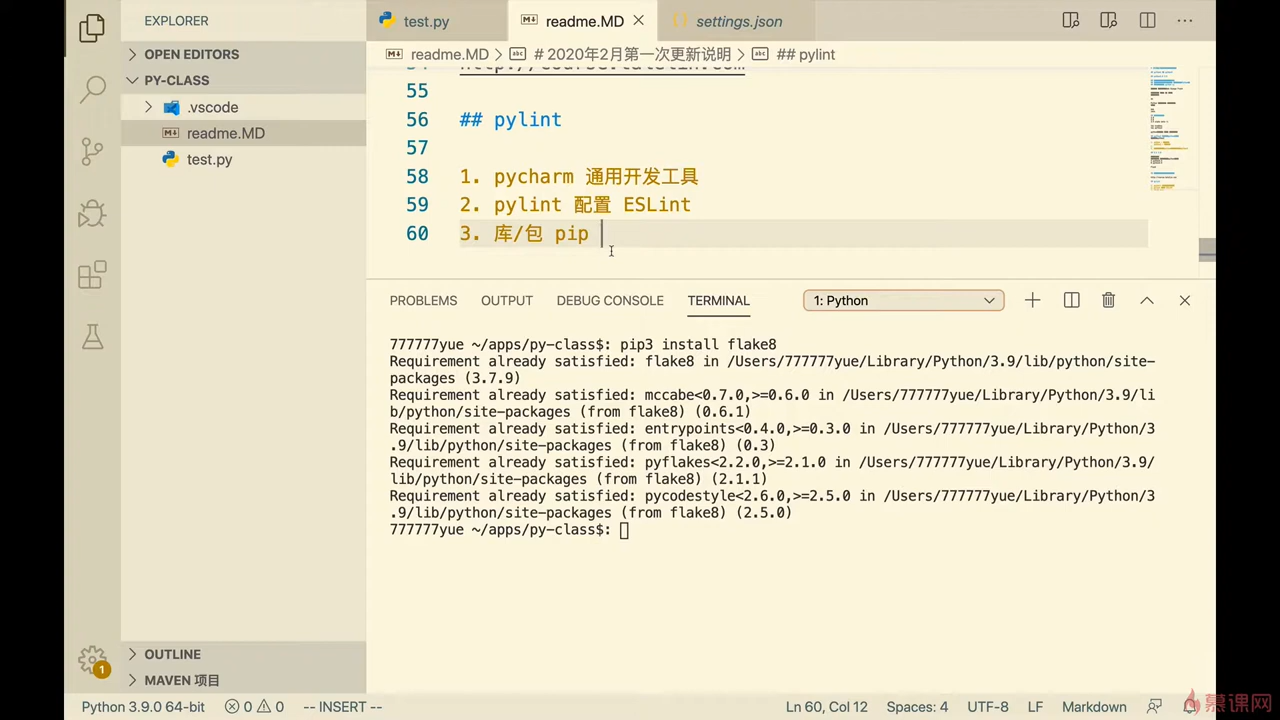 EXPLORER
test.py
readme.MD
settings.json
OPEN EDITORS
readme.MD
# 2020年2月第一次更新说明
## pylint
PY-CLASS
.vscode
readme.MD
test.py
55
56 ## pylint
57
58 1. pycharm 通用开发工具
59 2. pylint 配置 ESLint
60 3. 库/包 pip
PROBLEMS
OUTPUT
DEBUG CONSOLE
TERMINAL
1: Python
777777yue ~/apps/py-class$: pip3 install flake8
Requirement already satisfied: flake8 in /Users/777777yue/Library/Python/3.9/lib/python/site-
packages (3.7.9)
Requirement already satisfied: mccabe<0.7.0,>=0.6.0 in /Users/777777yue/Library/Python/3.9/li
b/python/site-packages (from flake8) (0.6.1)
Requirement already satisfied: entrypoints<0.4.0,>=0.3.0 in /Users/777777yue/Library/Python/3
.9/lib/python/site-packages (from flake8) (0.3)
Requirement already satisfied: pyflakes<2.2.0,>=2.1.0 in /Users/777777yue/Library/Python/3.9/
lib/python/site-packages (from flake8) (2.1.1)
Requirement already satisfied: pycodestyle<2.6.0,>=2.5.0 in /Users/777777yue/Library/Python/3
.9/lib/python/site-packages (from flake8) (2.5.0)
777777yue ~/apps/py-class$:
OUTLINE
MAVEN 项目
1
Python 3.9.0 64-bit
0
0
-- INSERT --
Ln 60, Col 12
Spaces: 4
UTF-8
LF
Markdown
慕课网